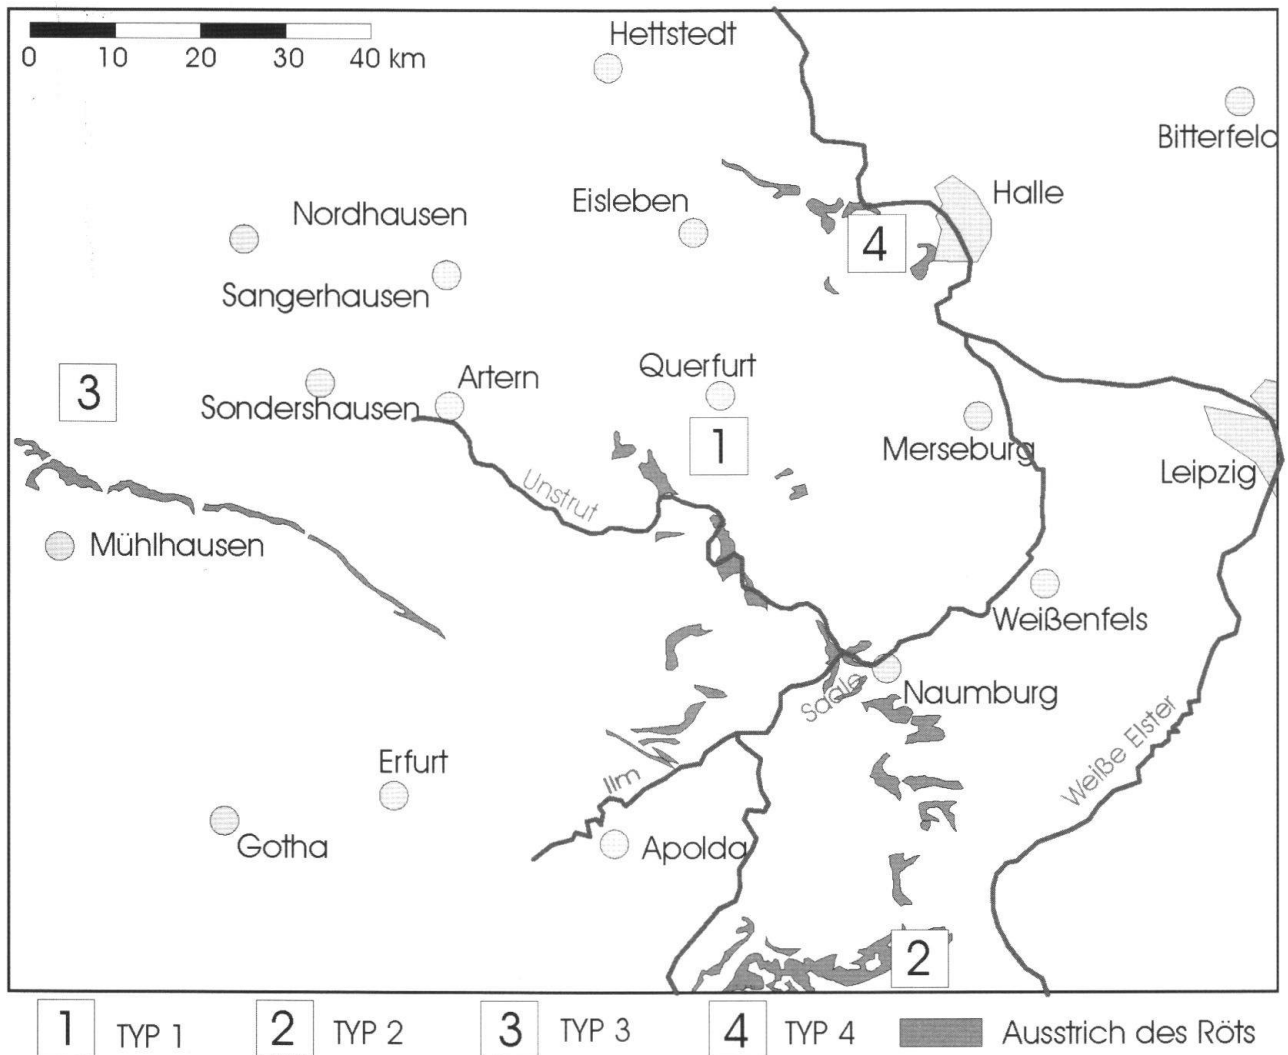 0 10 20 30 40 km
Hettstedt
Bitterfeld
Halle
Eisleben
Nordhausen
4
Sangerhausen
Querfurt
3
Artern
Sondershausen
1
Merseburg
Leipzig
Unstrut
Mühlhausen
Weißenfels
Saale
Naumburg
Weiße Elster
Erfurt
Ilm
Gotha
Apolda
2
1 TYP 1 2 TYP 2 3 TYP 3 4 TYP 4 Ausstrich des Röts